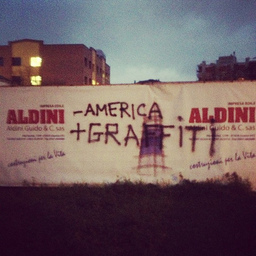 IMPRESA EDILE
ALDINI
Aldini Guido & C. sas
costruzioni per la Vita
-AMERICA
+GRAFFiTI
IMPRESA EDILE
ALDINI
Aldini Guido & C. sas
costruzioni per la Vita